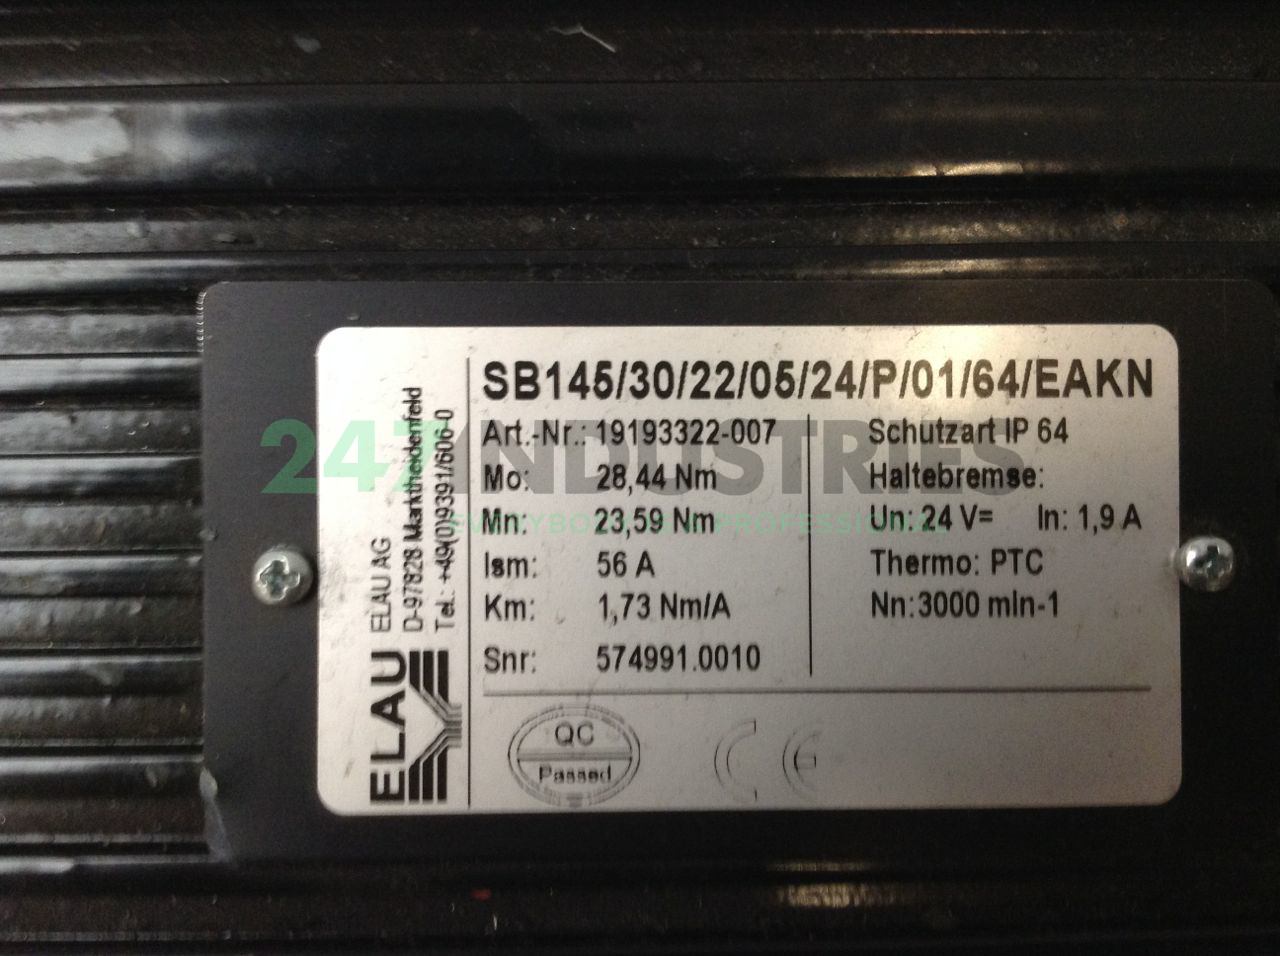 SB145/30/22/05/24/P/01/64/EAKN
Art.-Nr.: 19193322-007
Mo: 28,44 Nm
Mn: 23,59 Nm
Ism: 56 A
Km: 1,73 Nm/A
Snr: 574991.0010
Schutzart IP 64
Haltebremse:
Un: 24 V= In: 1,9 A
Thermo: PTC
Nn: 3000 min-1
QC
Passed
CE
ELAU
ELAU AG
D-97828 Marktheidenfeld
Tel.: +49(0)9391/606-0
247INDUSTRIES
EVERYBODY IS A PROFESSIONAL